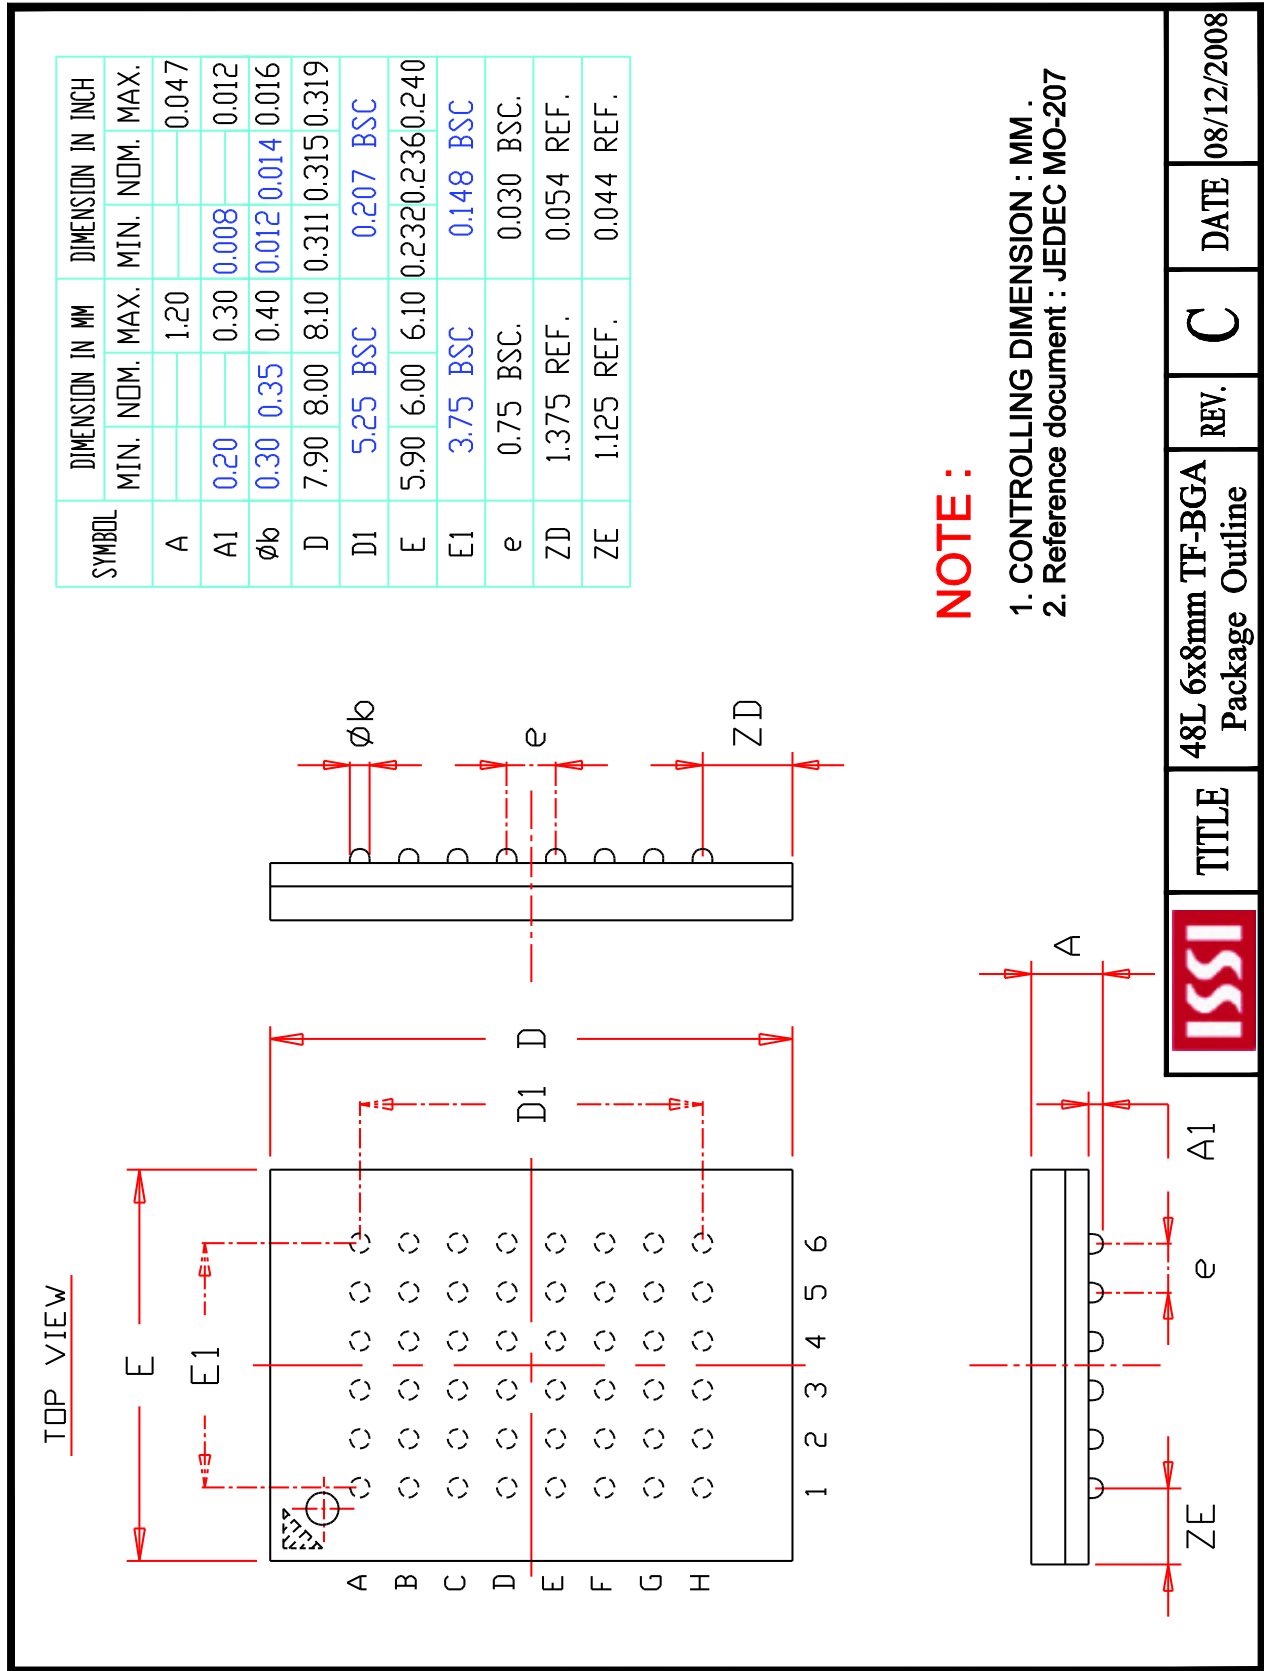 TOP VIEW
E
E1
A B C D E F G H
1 2 3 4 5 6
D1
D
Øb
e
ZD
A
A1
e
ZE
SYMBOL DIMENSION IN MM DIMENSION IN INCH
MIN. NOM. MAX. MIN. NOM. MAX.
A 1.20 0.047
A1 0.20 0.30 0.008 0.012
Øb 0.30 0.35 0.40 0.012 0.014 0.016
D 7.90 8.00 8.10 0.311 0.315 0.319
D1 5.25 BSC 0.207 BSC
E 5.90 6.00 6.10 0.232 0.236 0.240
E1 3.75 BSC 0.148 BSC
e 0.75 BSC. 0.030 BSC.
ZD 1.375 REF. 0.054 REF.
ZE 1.125 REF. 0.044 REF.
NOTE :
1. CONTROLLING DIMENSION : MM .
2. Reference document : JEDEC MO-207
ISSI
TITLE
48L 6x8mm TF-BGA
Package Outline
REV.
C
DATE
08/12/2008